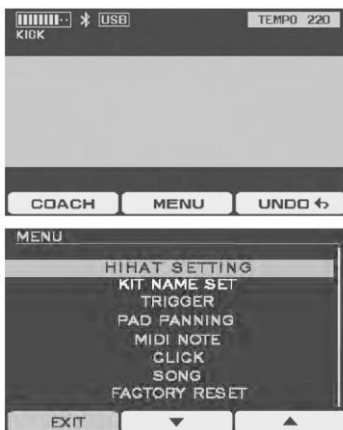 USB TEMPO 220
KICK
COACH MENU UNDO
MENU
HIHAT SETTING
KIT NAME SET
TRIGGER
PAD PANNING
MIDI NOTE
CLICK
SONG
FACTORY RESET
EXIT